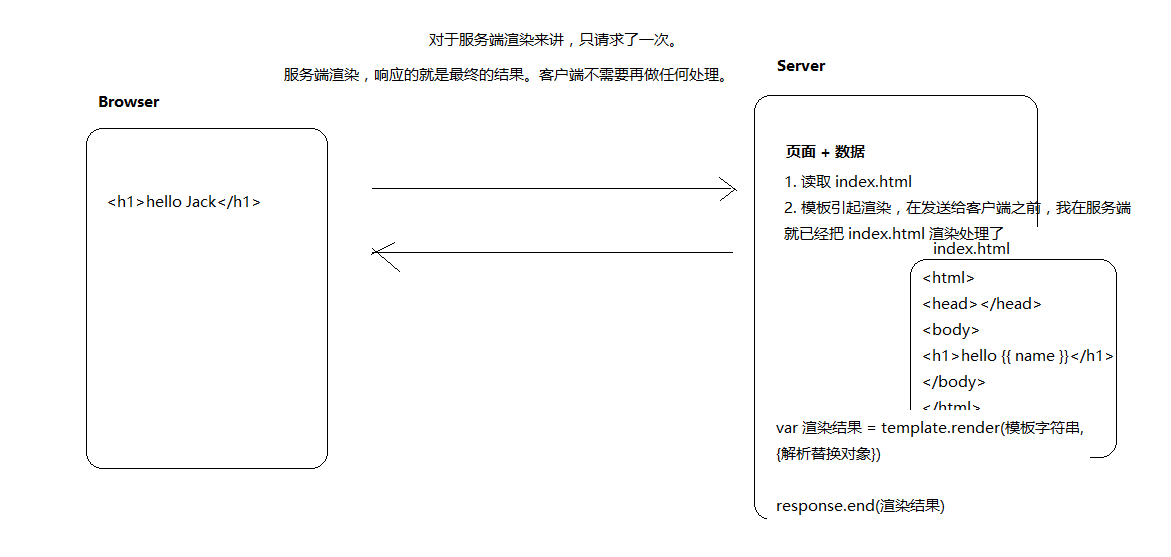 对于服务端渲染来讲，只请求了一次。
服务端渲染，响应的就是最终的结果。客户端不需要再做任何处理。
Server
Browser
<h1>hello Jack</h1>
页面 + 数据
1. 读取 index.html
2. 模板引起渲染，在发送给客户端之前，我在服务端
就已经把 index.html 渲染处理了
index.html
<html>
<head></head>
<body>
<h1>hello {{ name }}</h1>
</body>
</html>
var 渲染结果 = template.render(模板字符串,
{解析替换对象})
response.end(渲染结果)